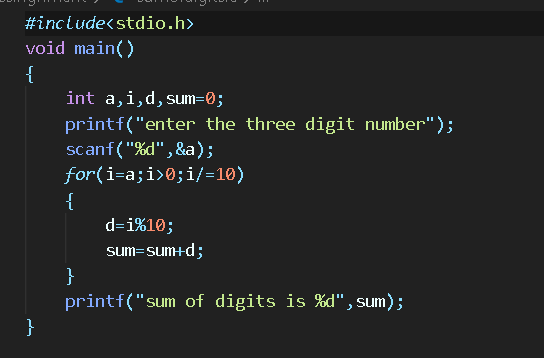 #include<stdio.h>
void main()
{
    int a,i,d,sum=0;
    printf("enter the three digit number");
    scanf("%d",&a);
    for(i=a;i>0;i/=10)
    {
        d=i%10;
        sum=sum+d;
    }
    printf("sum of digits is %d",sum);
}